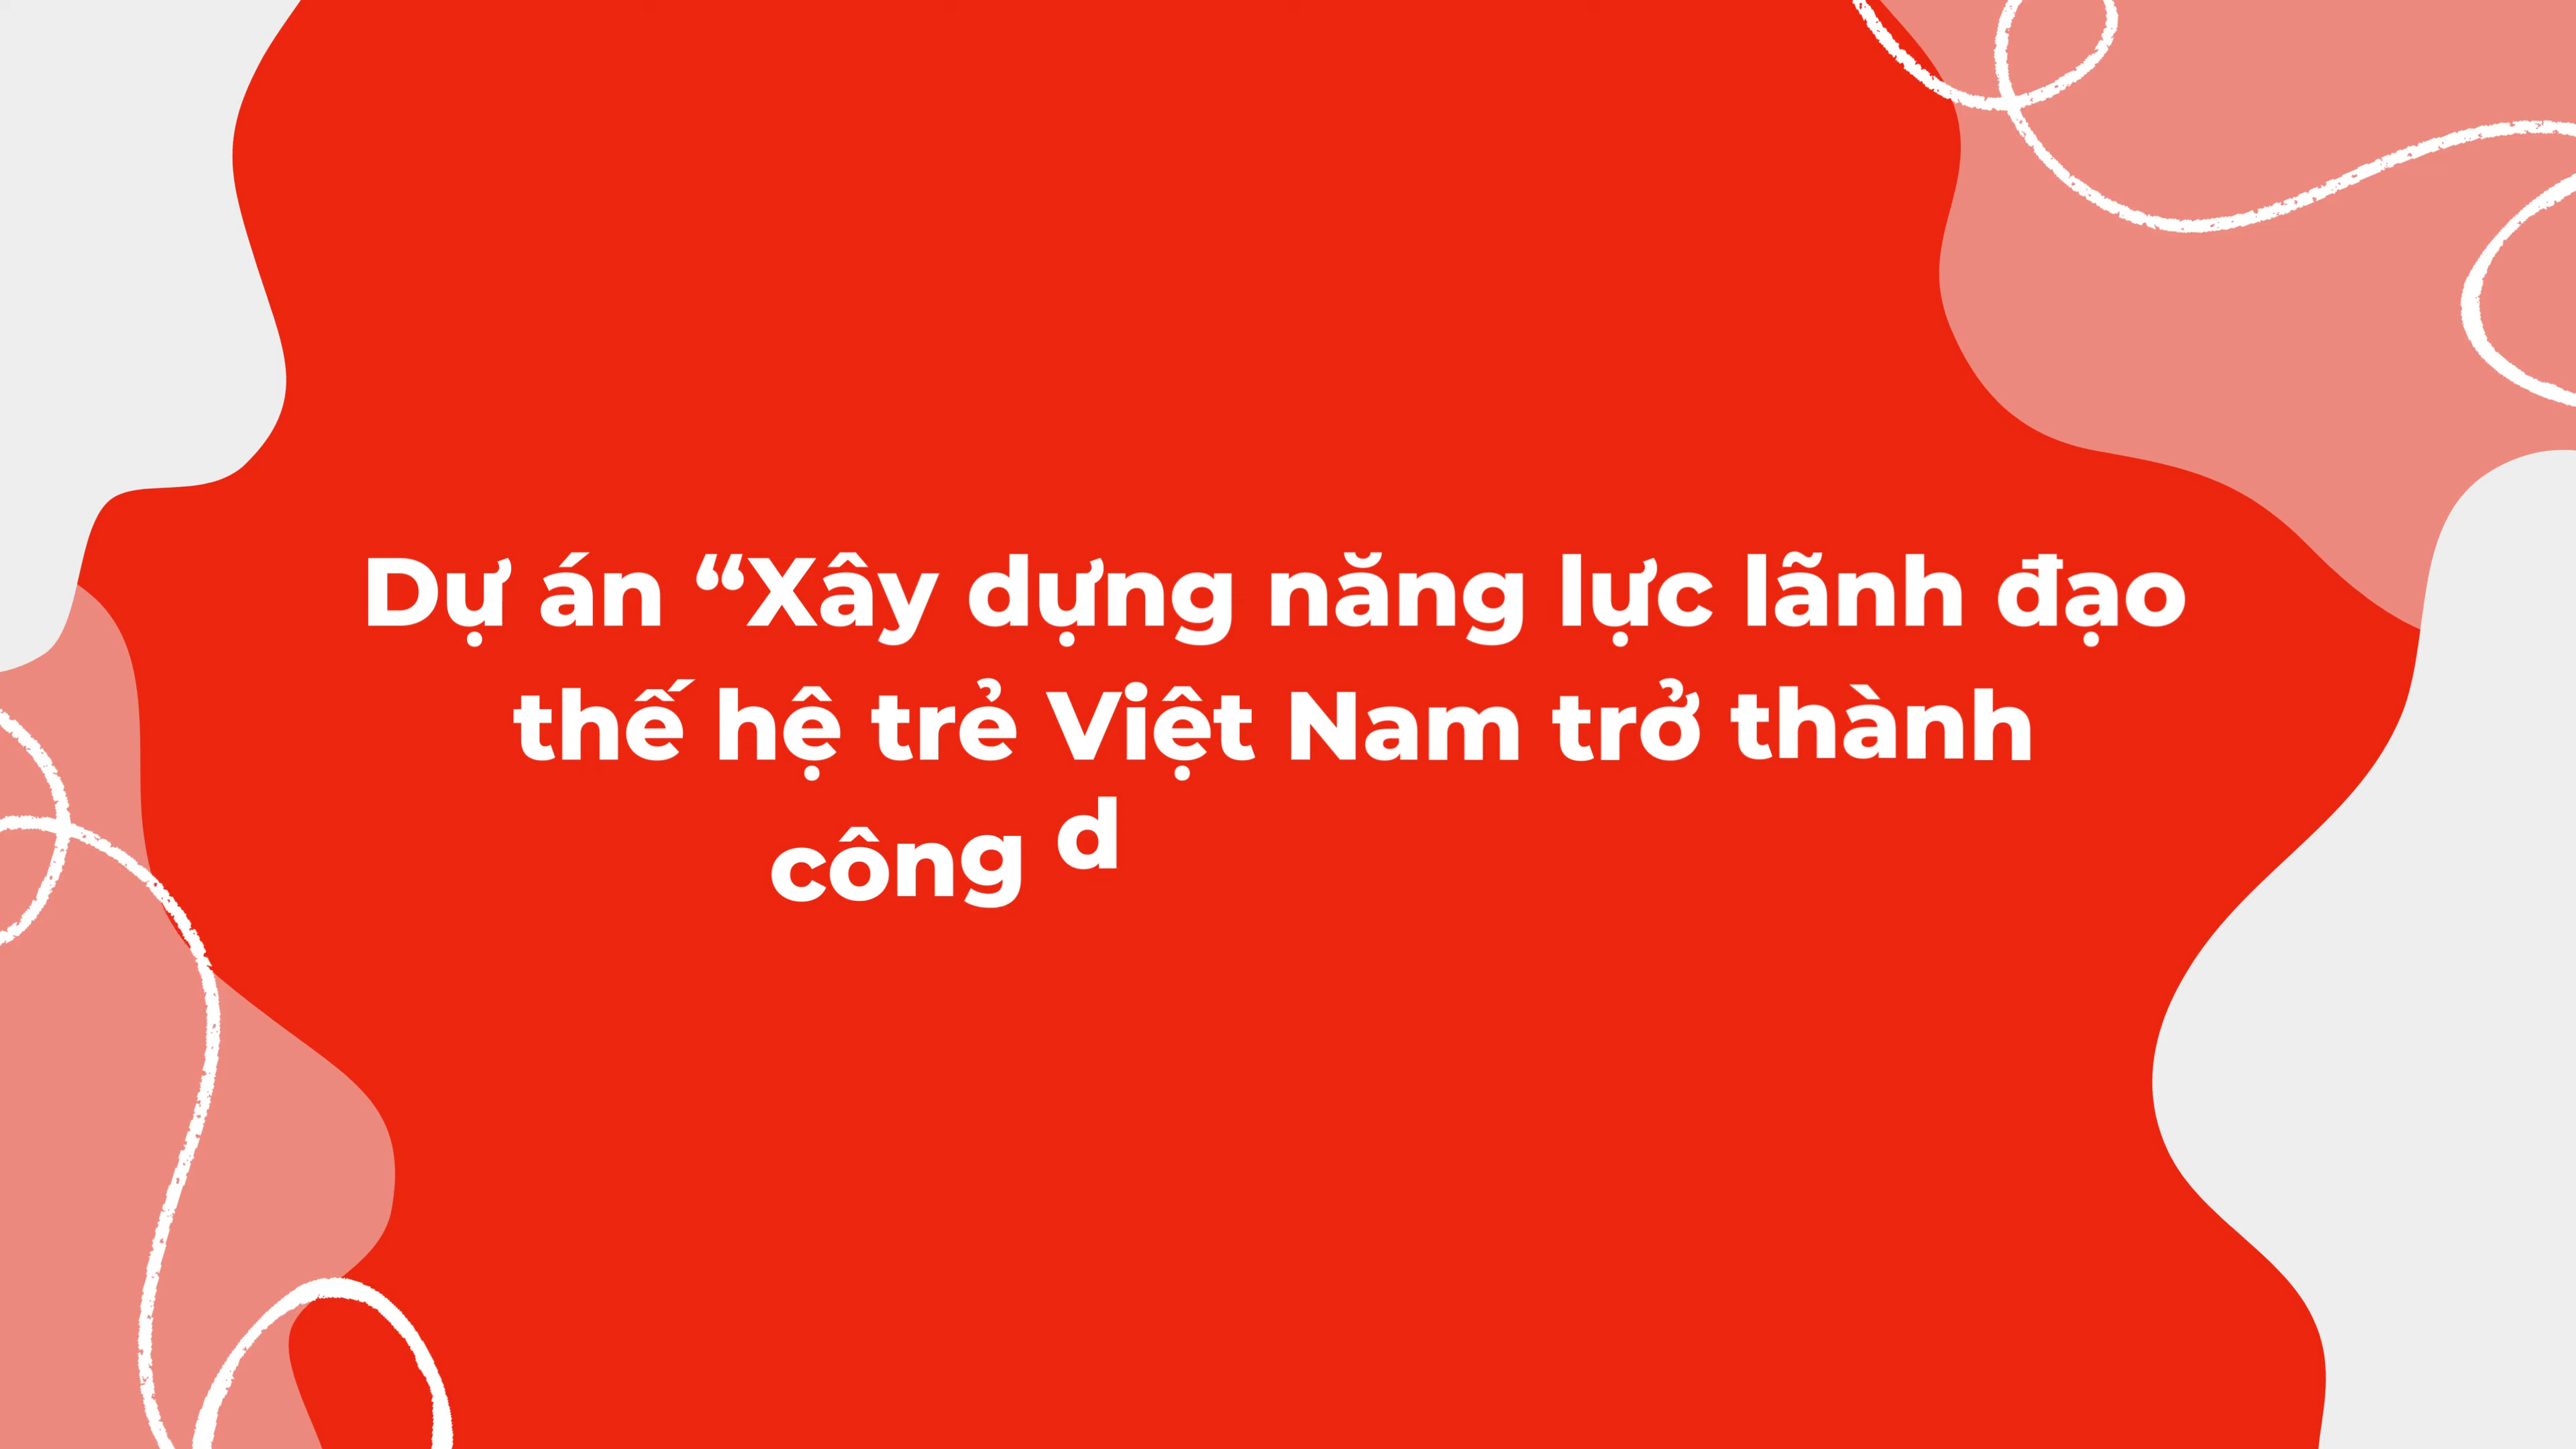 Dự án “Xây dựng năng lực lãnh đạo
thế hệ trẻ Việt Nam trở thành
công d